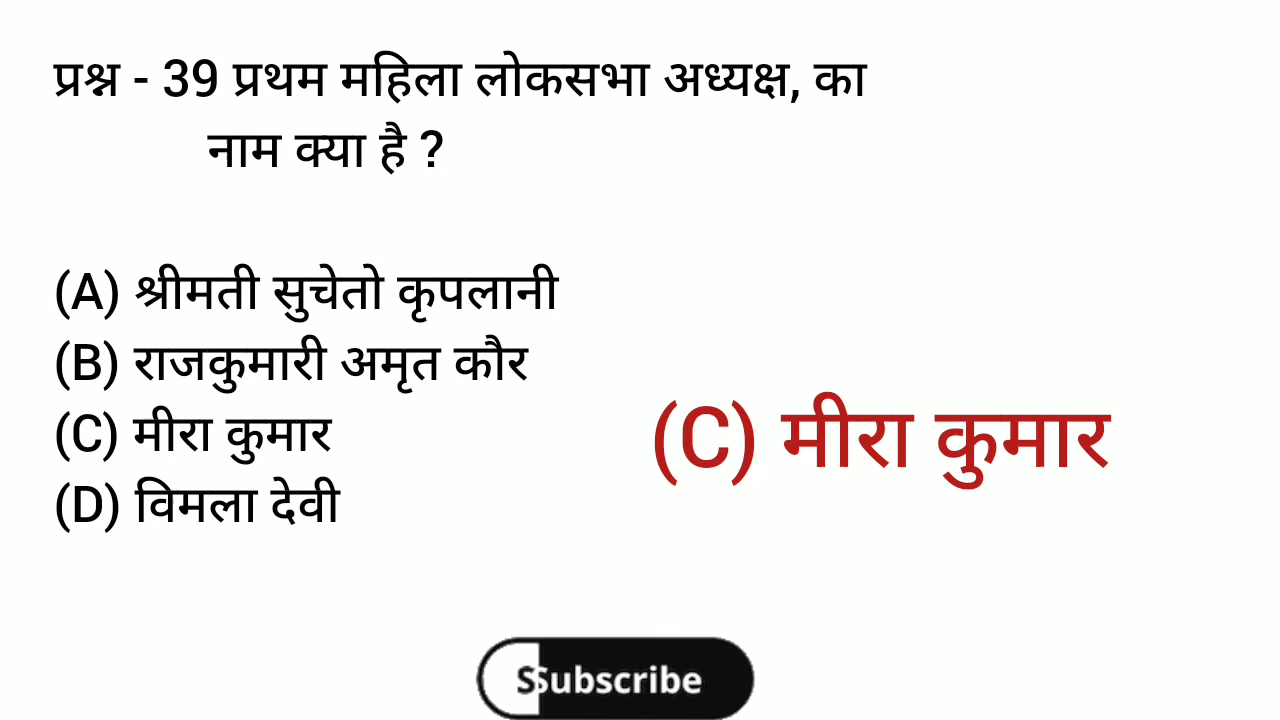 प्रश्न - 39 प्रथम महिला लोकसभा अध्यक्ष, का
नाम क्या है ?
(A) श्रीमती सुचेतो कृपलानी
(B) राजकुमारी अमृत कौर
(C) मीरा कुमार
(D) विमला देवी
(C) मीरा कुमार
Subscribe